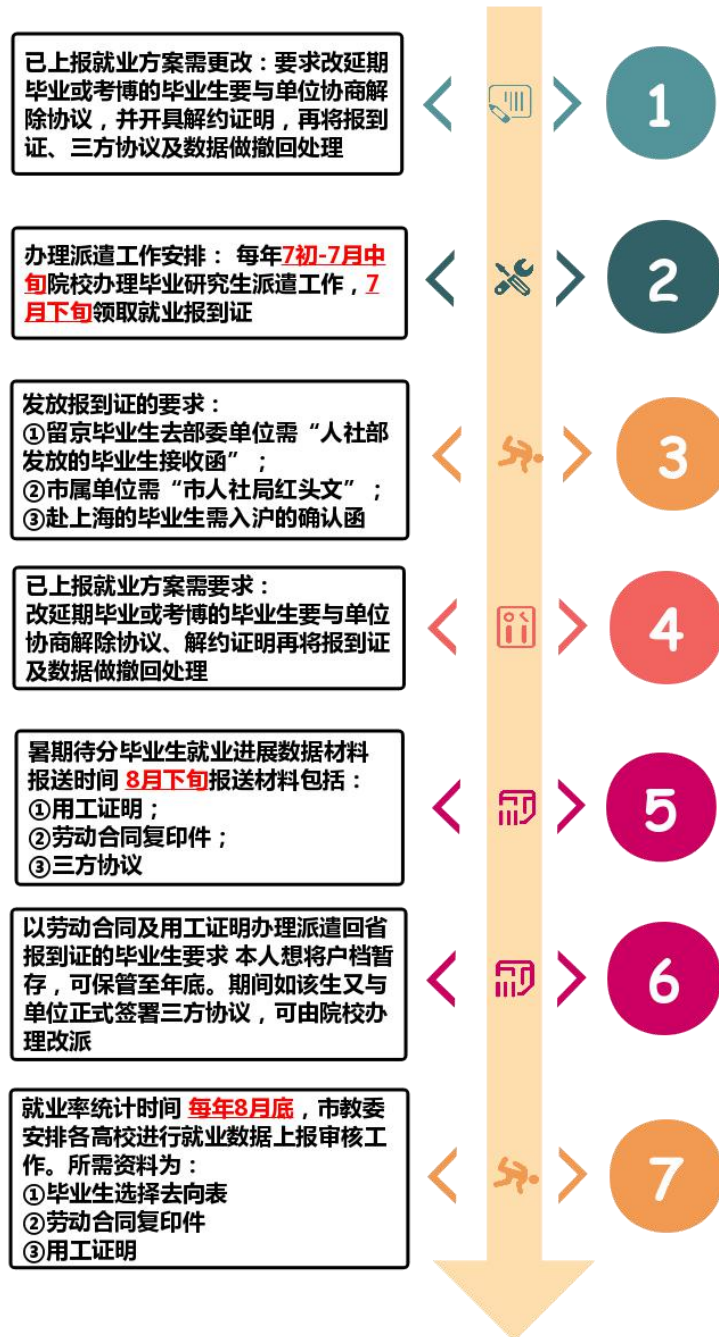 已上报就业方案需更改：要求改延期
毕业或考博的毕业生要与单位协商解
除协议，并开具解约证明，再将报到
证、三方协议及数据做撤回处理
1
办理派遣工作安排： 每年7初-7月中
旬院校办理毕业研究生派遣工作，7
月下旬领取就业报到证
2
发放报到证的要求：
①留京毕业生去部委单位需“人社部
发放的毕业生接收函”；
②市属单位需“市人社局红头文”；
③赴上海的毕业生需入沪的确认函
3
已上报就业方案需要求：
改延期毕业或考博的毕业生要与单位
协商解除协议、解约证明再将报到证
及数据做撤回处理
4
暑期待分毕业生就业进展数据材料
报送时间 8月下旬报送材料包括：
①用工证明；
②劳动合同复印件；
③三方协议
5
以劳动合同及用工证明办理派遣回省
报到证的毕业生要求 本人想将户档暂
存，可保管至年底。期间如该生又与
单位正式签署三方协议，可由院校办
理改派
6
就业率统计时间 每年8月底，市教委
安排各高校进行就业数据上报审核工
作。所需资料为：
①毕业生选择去向表
②劳动合同复印件
③用工证明
7